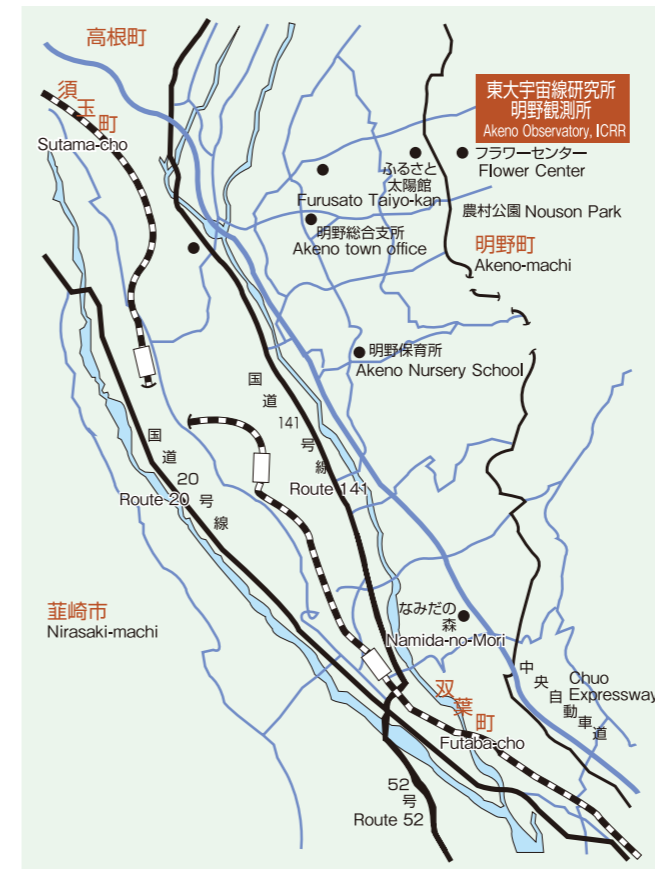 高根町
須玉町
Sutama-cho
東大宇宙線研究所
明野観測所
Akeno Observatory, ICRR
フラワーセンター
Flower Center
ふるさと
太陽館
Furusato Taiyo-kan
農村公園 Nouson Park
明野総合支所
Akeno town office
明野町
Akeno-machi
明野保育所
Akeno Nursery School
国道141号線
Route 141
国道20号線
Route 20
韮崎市
Nirasaki-machi
なみだの
森
Namida-no-Mori
中央自動車道
Chuo
Expressway
双葉町
Futaba-cho
52
号
Route 52